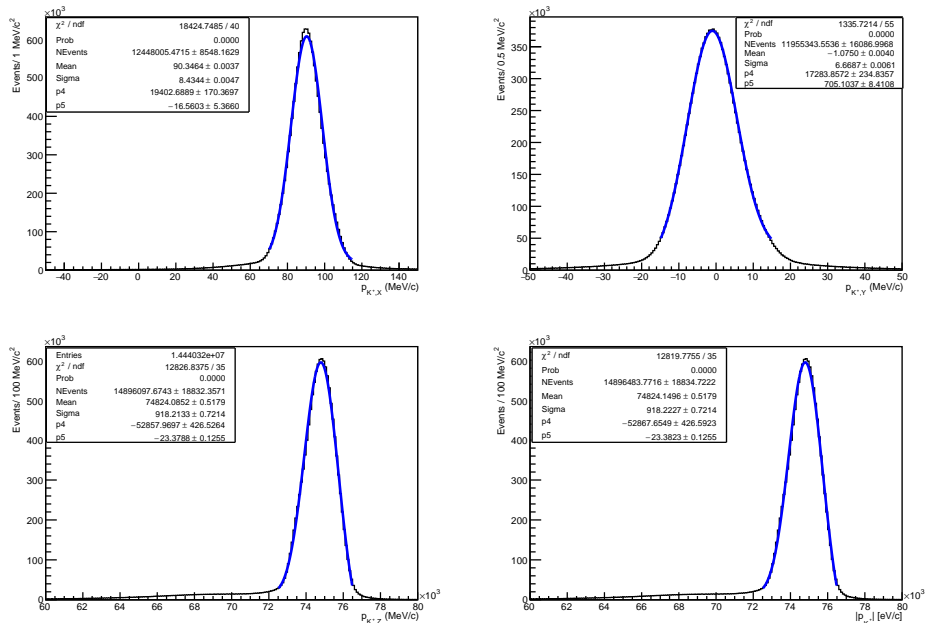 ×10³
Events/ 1 MeV/c²
χ² / ndf 18424.7485 / 40
Prob 0.0000
NEvents 12448005.4715 ± 8548.1629
Mean 90.3464 ± 0.0037
Sigma 8.4344 ± 0.0047
p4 19402.6889 ± 170.3697
p5 −16.5603 ± 5.3660
600
500
400
300
200
100
0
−40 −20 0 20 40 60 80 100 120 140
p_K⁺,X (MeV/c)
×10³
Events/ 0.5 MeV/c²
χ² / ndf 1335.7214 / 55
Prob 0.0000
NEvents 11955343.5536 ± 16086.9968
Mean −1.0750 ± 0.0040
Sigma 6.6687 ± 0.0061
p4 17283.8572 ± 234.8357
p5 705.1037 ± 8.4108
400
350
300
250
200
150
100
50
0
−50 −40 −30 −20 −10 0 10 20 30 40 50
p_K⁺,Y (MeV/c)
×10³
Events/ 100 MeV/c²
Entries 1.444032e+07
χ² / ndf 12826.8375 / 35
Prob 0.0000
NEvents 14896097.6743 ± 18832.3571
Mean 74824.0852 ± 0.5179
Sigma 918.2133 ± 0.7214
p4 −52857.9697 ± 426.5264
p5 −23.3788 ± 0.1255
600
500
400
300
200
100
0
60 62 64 66 68 70 72 74 76 78 80
×10³
p_K⁺,Z (MeV/c)
×10³
Events/ 100 MeV/c²
χ² / ndf 12819.7755 / 35
Prob 0.0000
NEvents 14896483.7716 ± 18834.7222
Mean 74824.1496 ± 0.5179
Sigma 918.2227 ± 0.7214
p4 −52867.6549 ± 426.5923
p5 −23.3823 ± 0.1255
600
500
400
300
200
100
0
60 62 64 66 68 70 72 74 76 78 80
×10³
|p_K⁺| [eV/c)